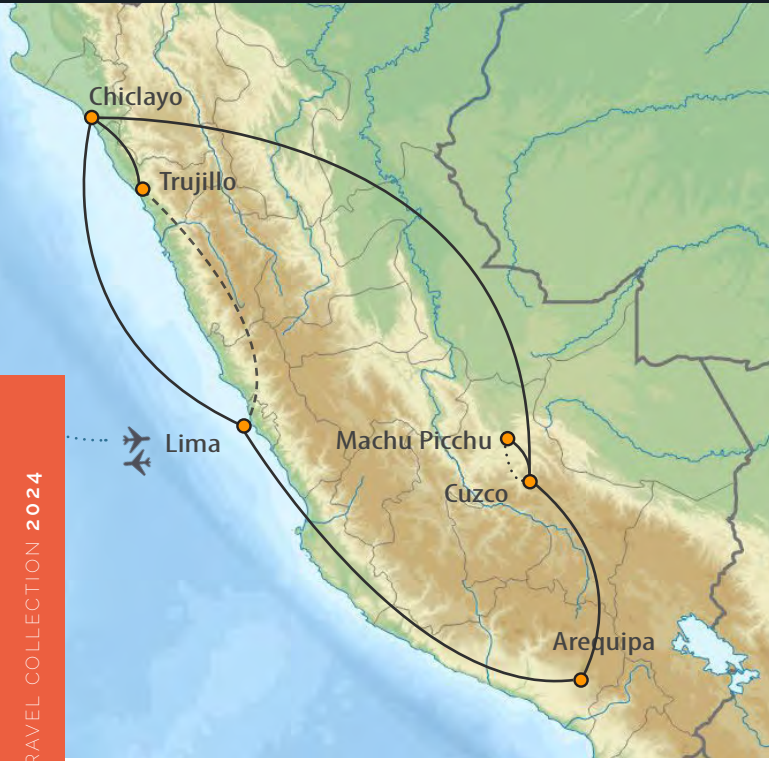 Chiclayo
Trujillo
Lima
Machu Picchu
Cuzco
Arequipa
RAVEL COLLECTION 2024